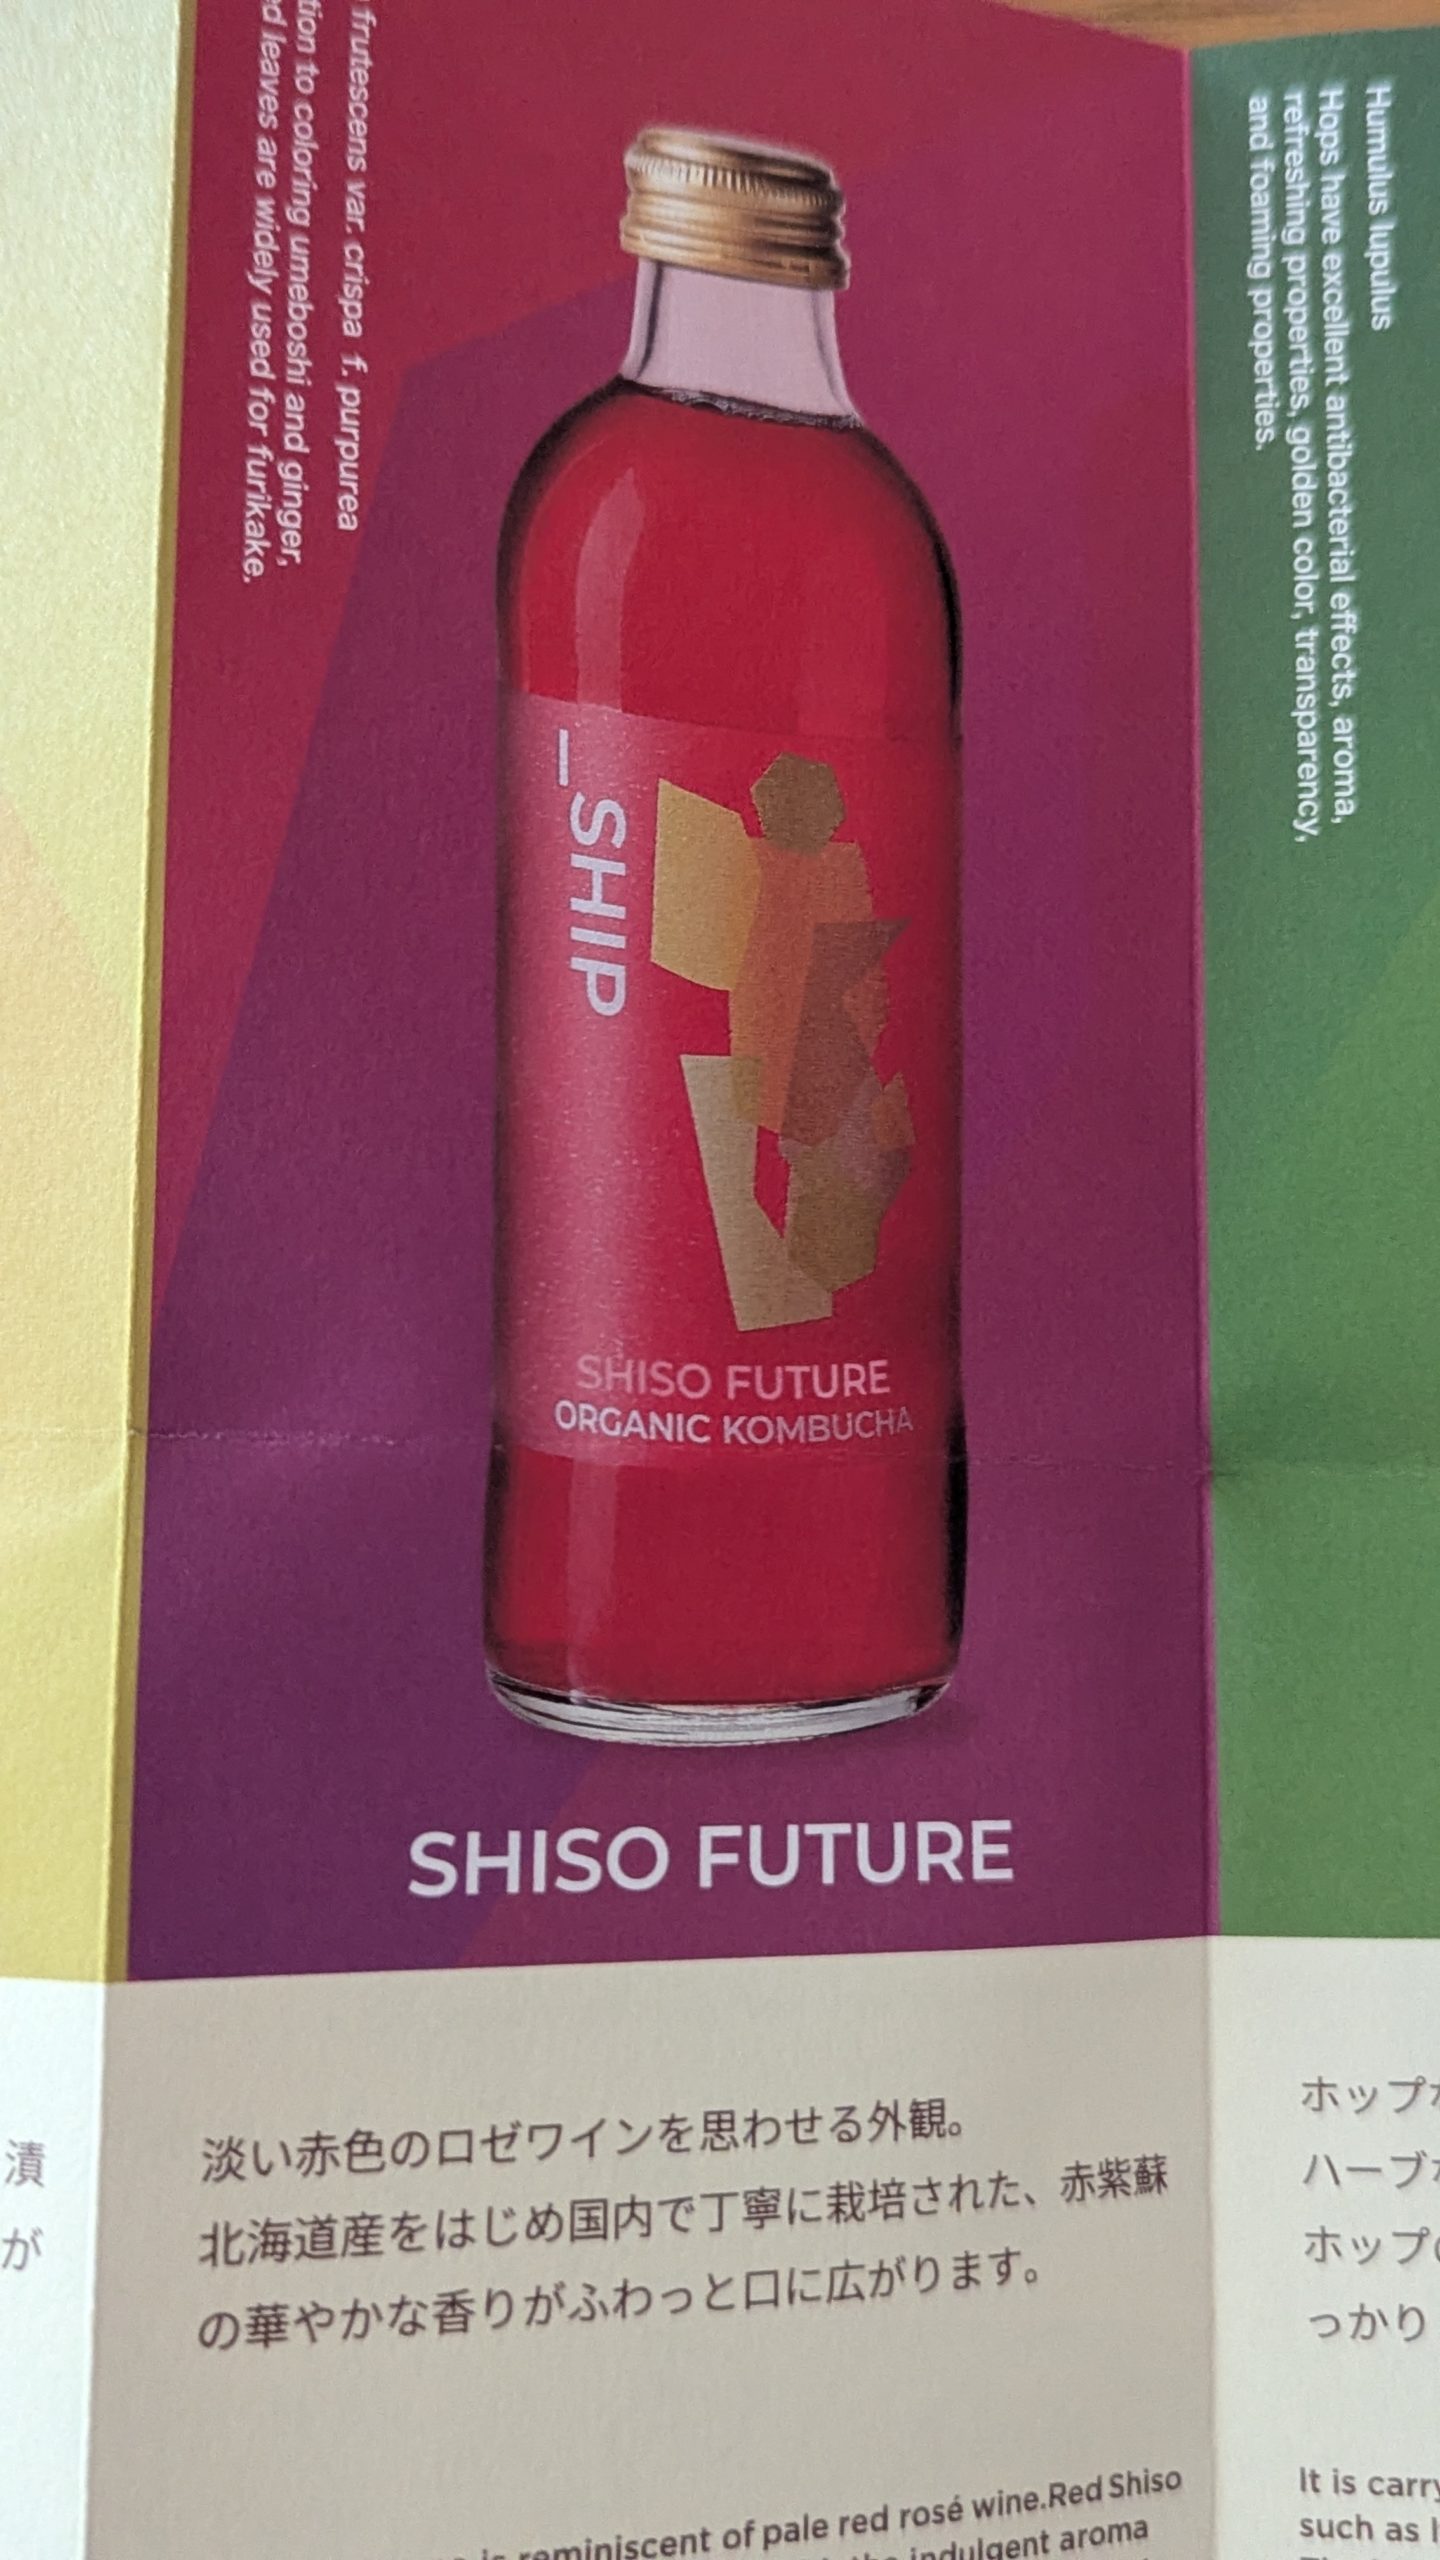 frutescens var. crispa f. purpurea
to coloring umeboshi and ginger,
leaves are widely used for furikake.
Humulus lupulus
Hops have excellent antibacterial effects, aroma,
refreshing properties, golden color, transparency,
and foaming properties.
_SHIP
SHISO FUTURE
ORGANIC KOMBUCHA
SHISO FUTURE
漬
が
淡い赤色のロゼワインを思わせる外観。
北海道産をはじめ国内で丁寧に栽培された、赤紫蘇
の華やかな香りがふわっと口に広がります。
reminiscent of pale red rosé wine.Red Shiso
indulgent aroma
ホップ
ハーブ
ホップ
っかり
It is carry
such as